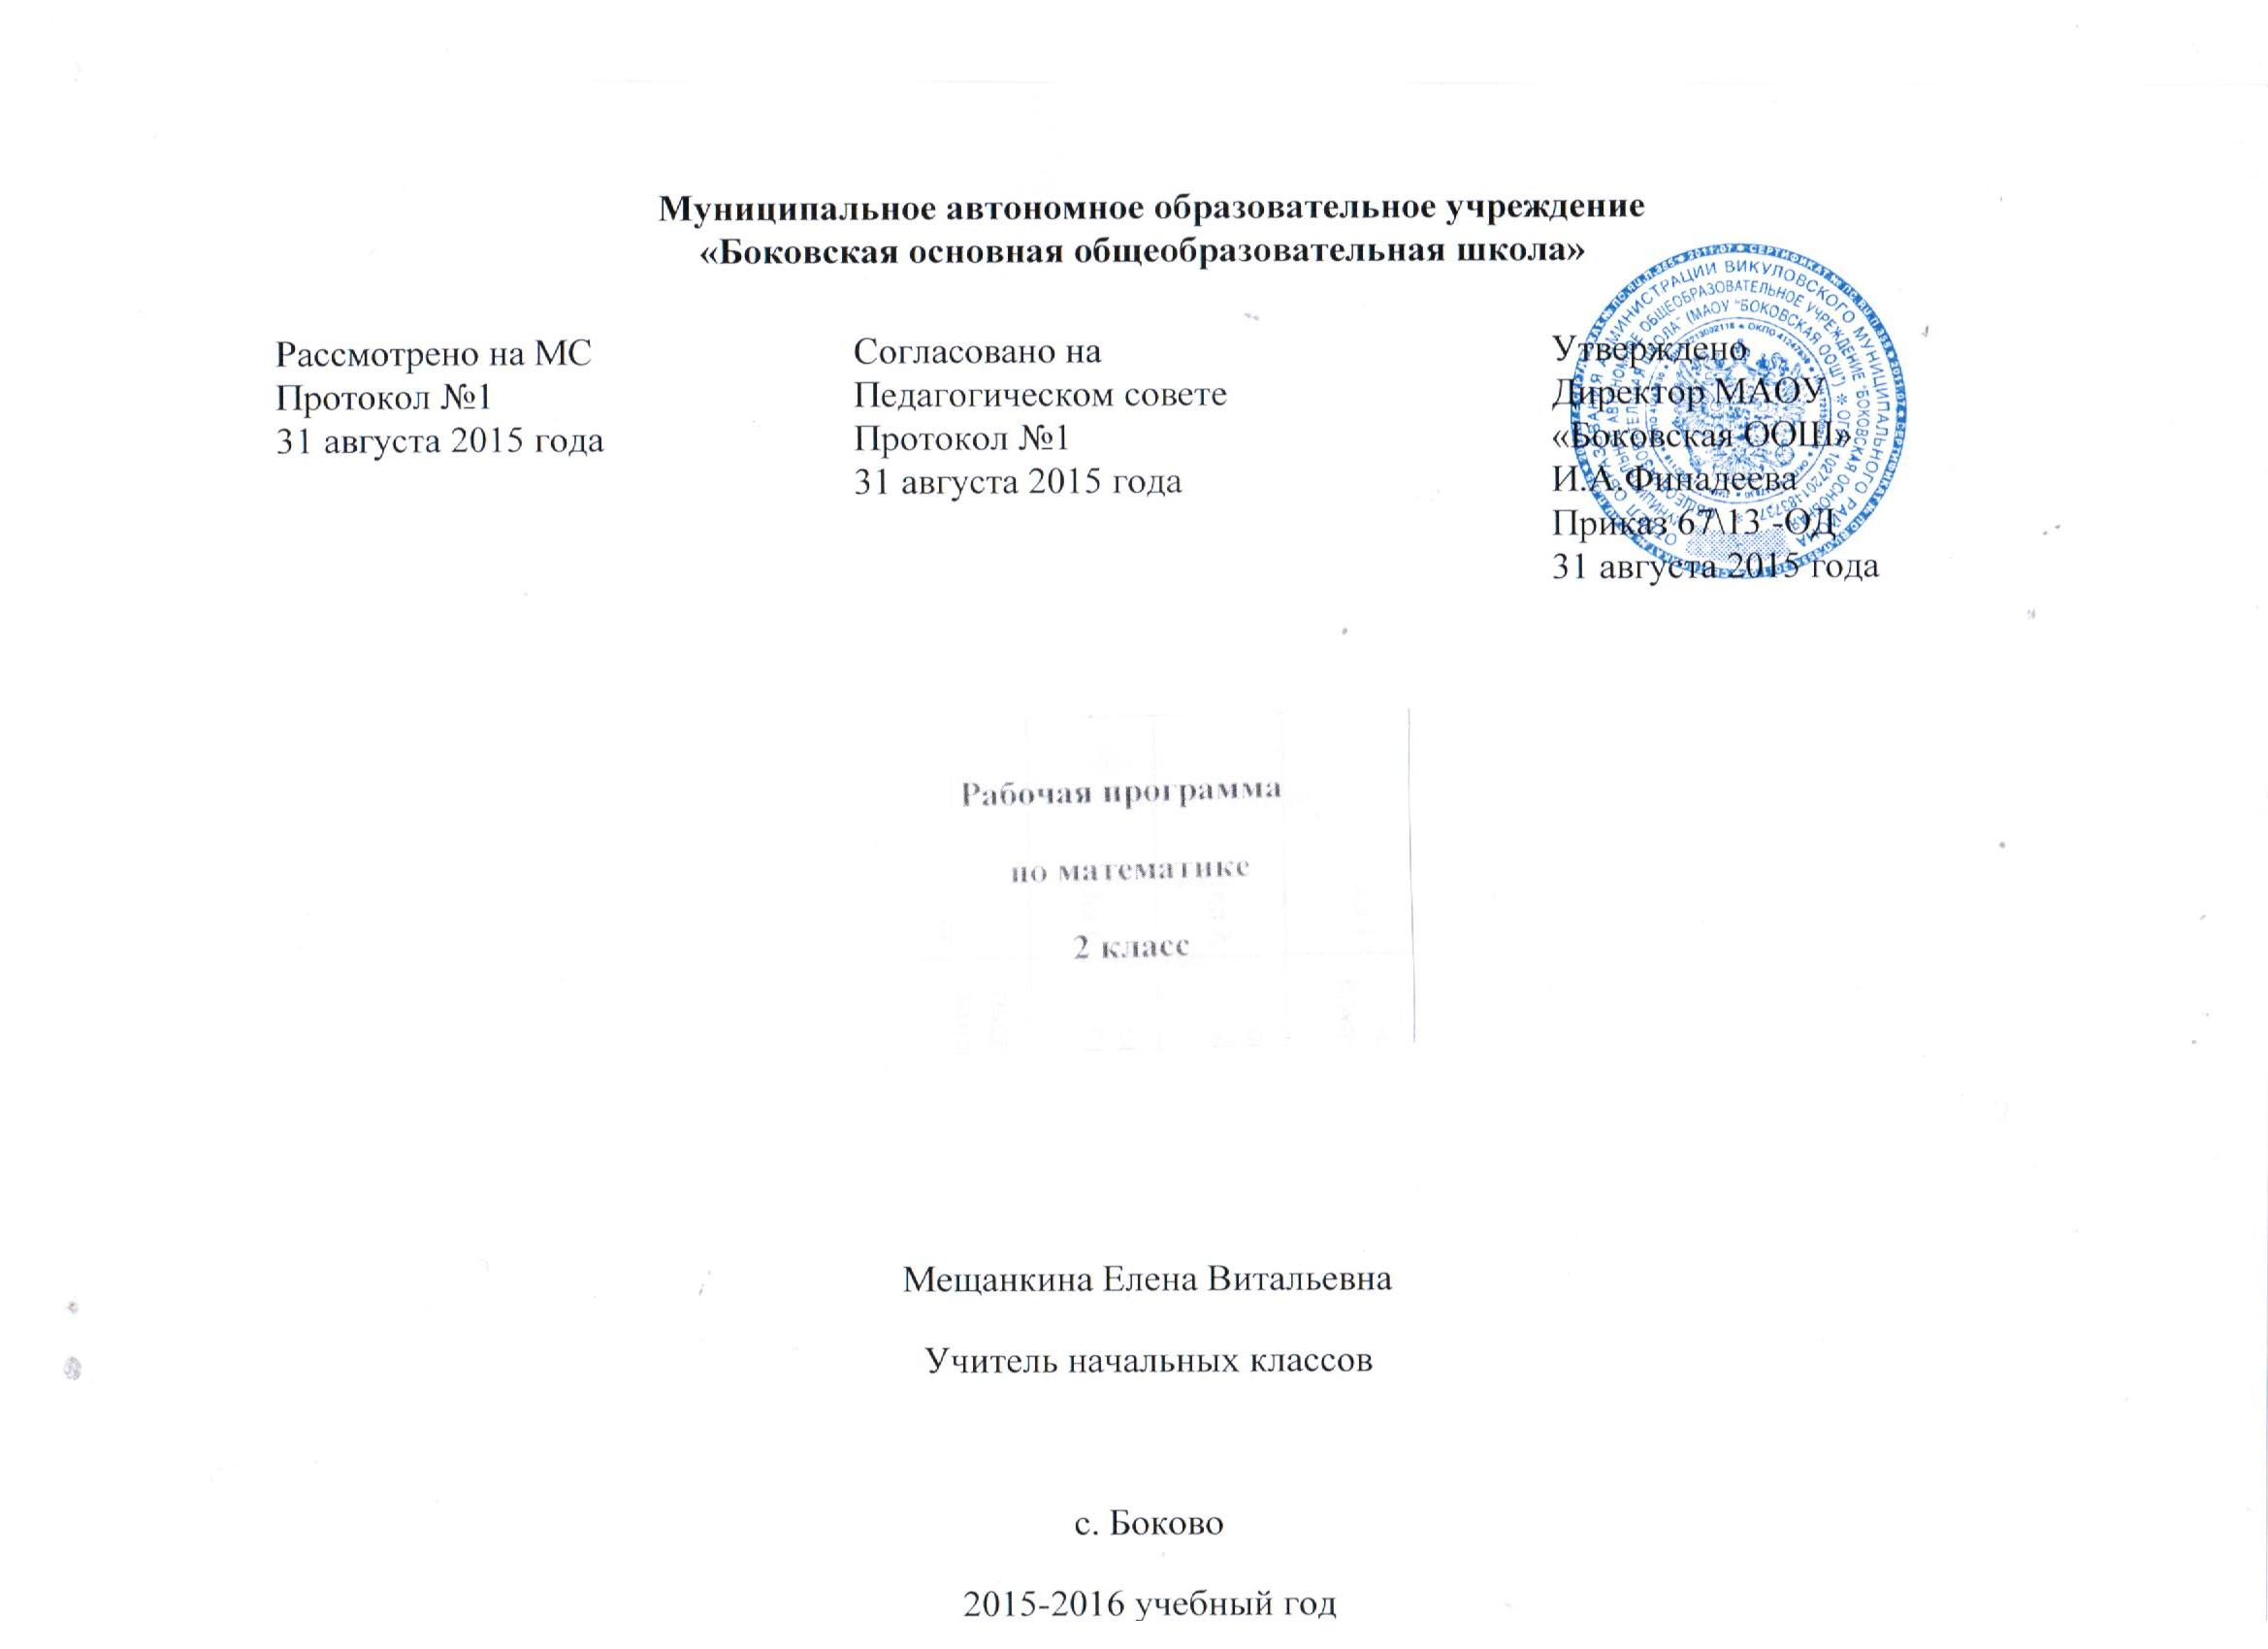 Муниципальное автономное образовательное учреждение
«Боковская основная общеобразовательная школа»
Рассмотрено на МС
Протокол №1
31 августа 2015 года
Согласовано на
Педагогическом совете
Протокол №1
31 августа 2015 года
Утверждено
Директор МАОУ
«Боковская ООШ»
И.А.Финадеева
Приказ 67\13 -ОД
31 августа 2015 года
Рабочая программа
по математике
2 класс
Мещанкина Елена Витальевна
Учитель начальных классов
с. Боково
2015-2016 учебный год